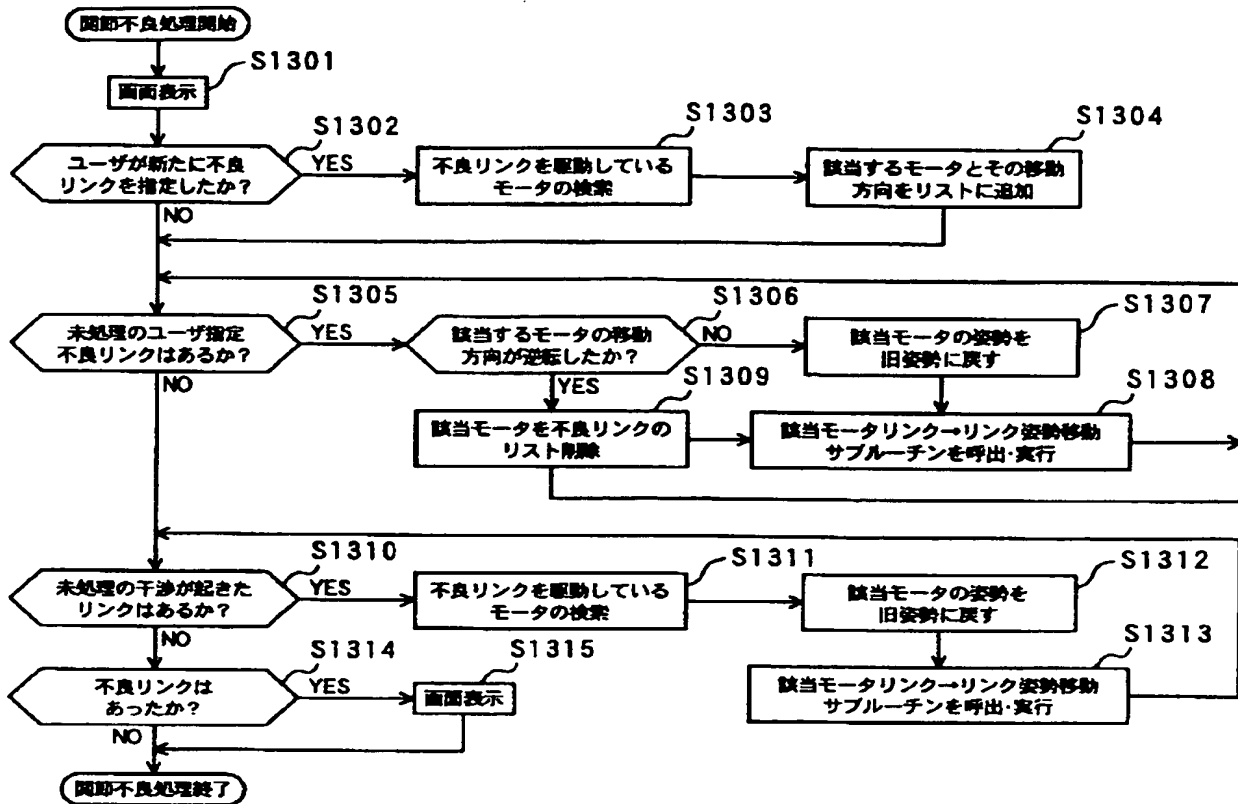 関節不良処理開始
S1301
画面表示
S1302
ユーザが新たに不良
リンクを指定したか?
YES
NO
S1303
不良リンクを駆動している
モータの検索
S1304
該当するモータとその移動
方向をリストに追加
S1305
未処理のユーザ指定
不良リンクはあるか?
YES
NO
S1306
該当するモータの移動
方向が逆転したか?
NO
YES
S1307
該当モータの姿勢を
旧姿勢に戻す
S1309
該当モータを不良リンクの
リスト削除
S1308
該当モータリンク→リンク姿勢移動
サブルーチンを呼出・実行
S1310
未処理の干渉が起きた
リンクはあるか?
YES
NO
S1311
不良リンクを駆動している
モータの検索
S1312
該当モータの姿勢を
旧姿勢に戻す
S1313
該当モータリンク→リンク姿勢移動
サブルーチンを呼出・実行
S1314
不良リンクは
あったか?
YES
NO
S1315
画面表示
関節不良処理終了